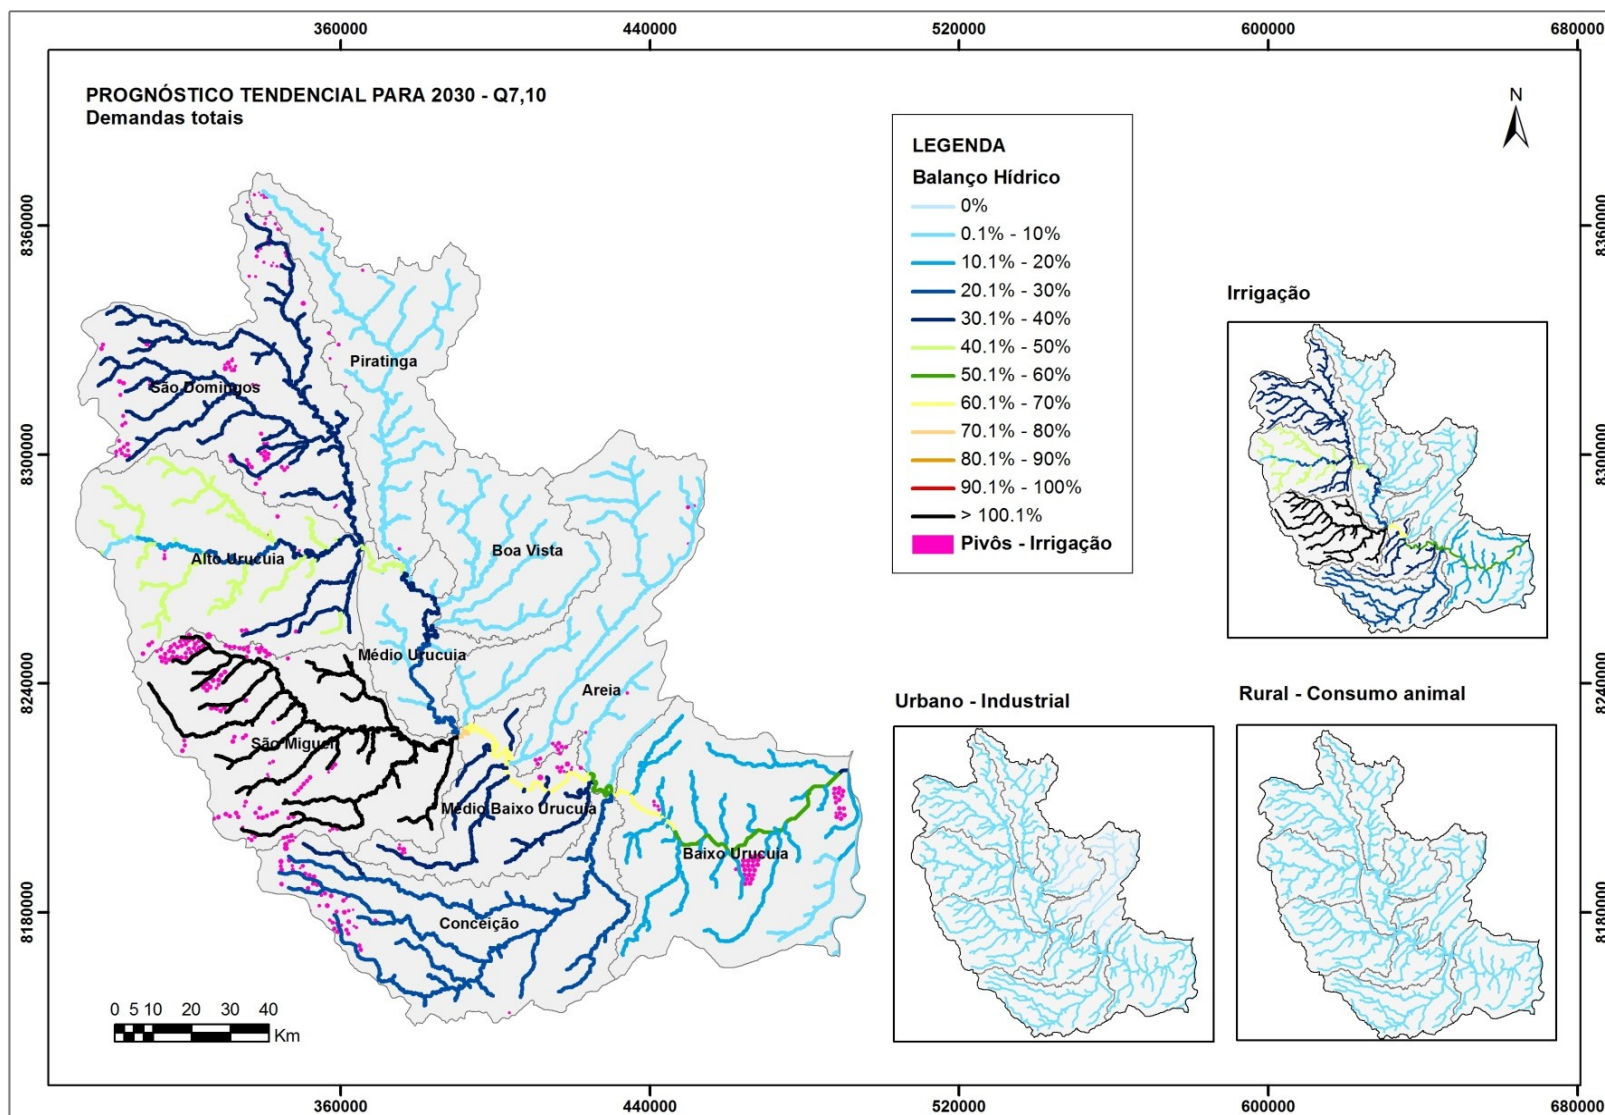 360000
440000
520000
600000
680000
PROGNÓSTICO TENDENCIAL PARA 2030 - Q7,10
Demandas totais
N
LEGENDA
Balanço Hídrico
0%
0.1% - 10%
10.1% - 20%
20.1% - 30%
30.1% - 40%
40.1% - 50%
50.1% - 60%
60.1% - 70%
70.1% - 80%
80.1% - 90%
90.1% - 100%
> 100.1%
Pivôs - Irrigação
8360000
8300000
8240000
8180000
8360000
8300000
8240000
8180000
Piratinga
São Domingos
Boa Vista
Alto Urucuia
Médio Urucuia
Areia
São Miguel
Médio Baixo Urucuia
Baixo Urucuia
Conceição
Irrigação
Urbano - Industrial
Rural - Consumo animal
0 5 10 20 30 40
Km
360000
440000
520000
600000
680000